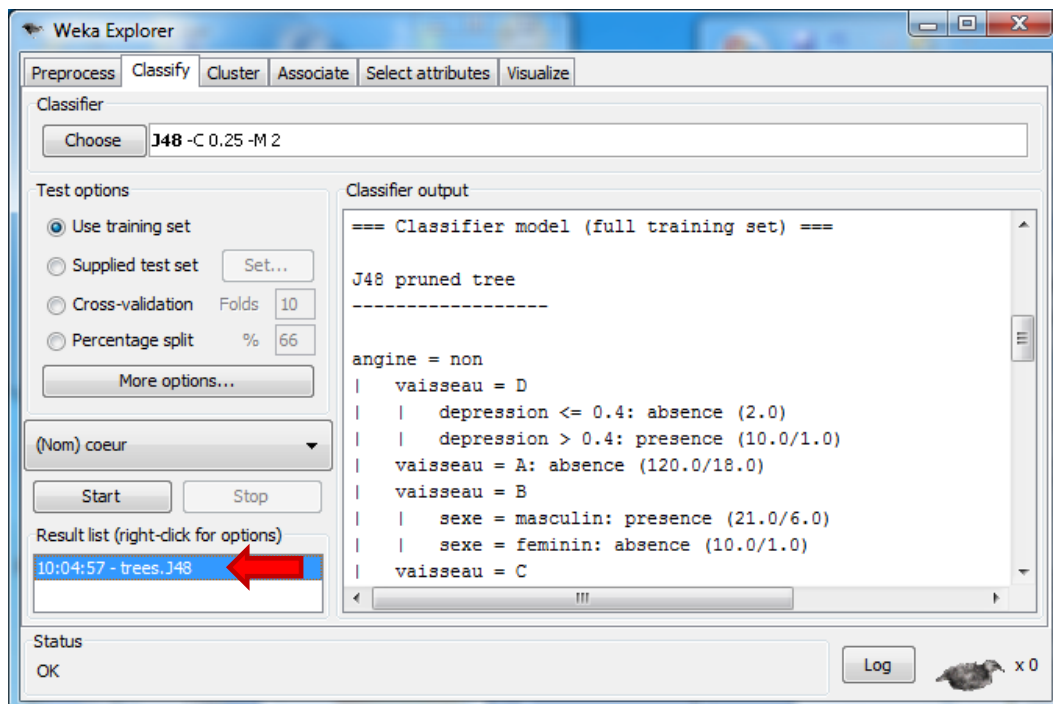 Weka Explorer
Preprocess Classify Cluster Associate Select attributes Visualize
Classifier
Choose J48 -C 0.25 -M 2
Test options
Use training set
Supplied test set Set...
Cross-validation Folds 10
Percentage split % 66
More options...
(Nom) coeur
Start Stop
Result list (right-click for options)
10:04:57 - trees.J48
Classifier output
=== Classifier model (full training set) ===
J48 pruned tree
------------------
angine = non
|   vaisseau = D
|   |   depression <= 0.4: absence (2.0)
|   |   depression > 0.4: presence (10.0/1.0)
|   vaisseau = A: absence (120.0/18.0)
|   vaisseau = B
|   |   sexe = masculin: presence (21.0/6.0)
|   |   sexe = feminin: absence (10.0/1.0)
|   vaisseau = C
Status
OK
Log
x 0